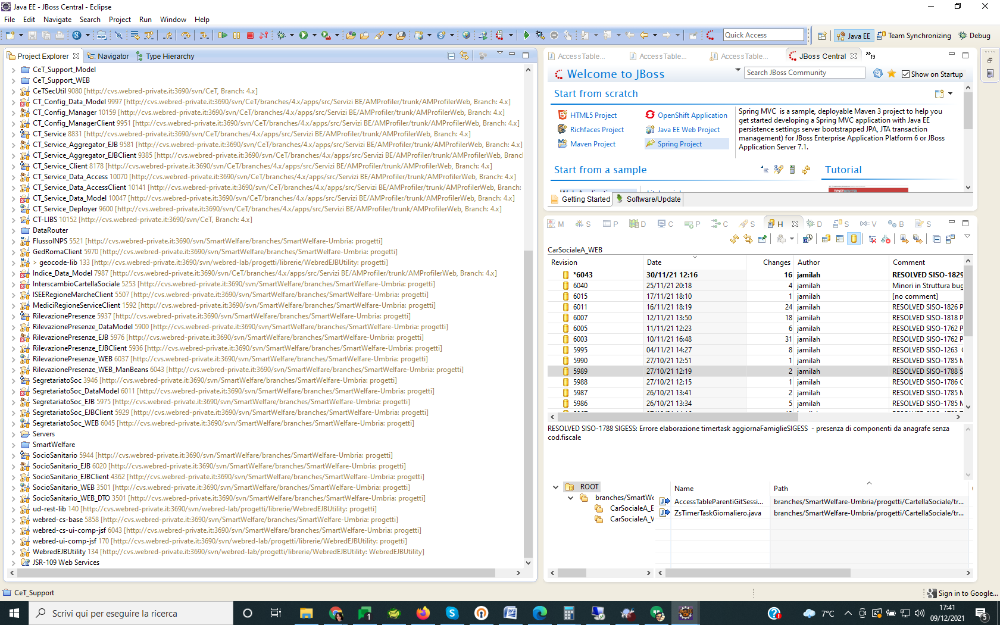 Java EE - JBoss Central - Eclipse
File Edit Navigate Search Project Run Window Help
Quick Access
Java EE
Team Synchronizing
Debug
Project Explorer
Navigator
Type Hierarchy
CeT_Support_Model
CeT_Support_WEB
CeTSecUtil 9080 [http://cvs.webred-private.it:3690/svn/CeT, Branch: 4.x]
CT_Config_Data_Model 9997 [http://cvs.webred-private.it:3690/svn/CeT/branches/4.x/apps/src/Servizi BE/AMProfiler/trunk/AMProfilerWeb, Branch: 4.x]
CT_Config_Manager 10159 [http://cvs.webred-private.it:3690/svn/CeT/branches/4.x/apps/src/Servizi BE/AMProfiler/trunk/AMProfilerWeb, Branch: 4.x]
CT_Config_ManagerClient 9951 [http://cvs.webred-private.it:3690/svn/CeT/branches/4.x/apps/src/Servizi BE/AMProfiler/trunk/AMProfilerWeb, Branch: 4.x]
CT_Service 8831 [http://cvs.webred-private.it:3690/svn/CeT/branches/4.x/apps/src/Servizi BE/AMProfiler/trunk/AMProfilerWeb, Branch: 4.x]
CT_Service_Aggregator_EJB 9581 [http://cvs.webred-private.it:3690/svn/CeT/branches/4.x/apps/src/Servizi BE/AMProfiler/trunk/AMProfilerWeb, Branch: 4.x]
CT_Service_Aggregator_EJBClient 9385 [http://cvs.webred-private.it:3690/svn/CeT/branches/4.x/apps/src/Servizi BE/AMProfiler/trunk/AMProfilerWeb, Brancl
CT_Service_Client 8178 [http://cvs.webred-private.it:3690/svn/CeT/branches/4.x/apps/src/Servizi BE/AMProfiler/trunk/AMProfilerWeb, Branch: 4.x]
CT_Service_Data_Access 10070 [http://cvs.webred-private.it:3690/svn/CeT/branches/4.x/apps/src/Servizi BE/AMProfiler/trunk/AMProfilerWeb, Branch: 4.x]
CT_Service_Data_AccessClient 10141 [http://cvs.webred-private.it:3690/svn/CeT/branches/4.x/apps/src/Servizi BE/AMProfiler/trunk/AMProfilerWeb, Branch:
CT_Service_Data_Model 10047 [http://cvs.webred-private.it:3690/svn/CeT/branches/4.x/apps/src/Servizi BE/AMProfiler/trunk/AMProfilerWeb, Branch: 4.x]
CT_Service_Deployer 9600 [http://cvs.webred-private.it:3690/svn/CeT/branches/4.x/apps/src/Servizi BE/AMProfiler/trunk/AMProfilerWeb, Branch: 4.x]
CT-LIBS 10152 [http://cvs.webred-private.it:3690/svn/CeT, Branch: 4.x]
DataRouter
FlussoINPS 5521 [http://cvs.webred-private.it:3690/svn/SmartWelfare/branches/SmartWelfare-Umbria: progetti]
GedRomaClient 5970 [http://cvs.webred-private.it:3690/svn/SmartWelfare/branches/SmartWelfare-Umbria: progetti]
> geocode-lib 133 [http://cvs.webred-private.it:3690/svn/webred-lab/progetti/librerie/WebredEJBUtility: progetti]
Indice_Data_Model 7987 [http://cvs.webred-private.it:3690/svn/CeT/branches/4.x/apps/src/Servizi BE/AMProfiler/trunk/AMProfilerWeb, Branch: 4.x]
InterscambioCartellaSociale 5253 [http://cvs.webred-private.it:3690/svn/SmartWelfare/branches/SmartWelfare-Umbria: progetti]
ISEERegioneMarcheClient 5507 [http://cvs.webred-private.it:3690/svn/SmartWelfare/branches/SmartWelfare-Umbria: progetti]
MediciRegioneServiceClient 1592 [http://cvs.webred-private.it:3690/svn/SmartWelfare/branches/SmartWelfare-Umbria: progetti]
RilevazionePresenze 5937 [http://cvs.webred-private.it:3690/svn/SmartWelfare/branches/SmartWelfare-Umbria: progetti]
RilevazionePresenze_DataModel 5900 [http://cvs.webred-private.it:3690/svn/SmartWelfare/branches/SmartWelfare-Umbria: progetti]
RilevazionePresenze_EJB 5976 [http://cvs.webred-private.it:3690/svn/SmartWelfare/branches/SmartWelfare-Umbria: progetti]
RilevazionePresenze_EJBClient 5936 [http://cvs.webred-private.it:3690/svn/SmartWelfare/branches/SmartWelfare-Umbria: progetti]
RilevazionePresenze_WEB 6037 [http://cvs.webred-private.it:3690/svn/SmartWelfare/branches/SmartWelfare-Umbria: progetti]
RilevazionePresenze_WEB_ManBeans 6043 [http://cvs.webred-private.it:3690/svn/SmartWelfare/branches/SmartWelfare-Umbria: progetti]
SegretariatoSoc 3946 [http://cvs.webred-private.it:3690/svn/SmartWelfare/branches/SmartWelfare-Umbria: progetti]
SegretariatoSoc_DataModel 6011 [http://cvs.webred-private.it:3690/svn/SmartWelfare/branches/SmartWelfare-Umbria: progetti]
SegretariatoSoc_EJB 5975 [http://cvs.webred-private.it:3690/svn/SmartWelfare/branches/SmartWelfare-Umbria: progetti]
SegretariatoSoc_EJBClient 5929 [http://cvs.webred-private.it:3690/svn/SmartWelfare/branches/SmartWelfare-Umbria: progetti]
SegretariatoSoc_WEB 6045 [http://cvs.webred-private.it:3690/svn/SmartWelfare/branches/SmartWelfare-Umbria: progetti]
Servers
SmartWelfare
SocioSanitario 5944 [http://cvs.webred-private.it:3690/svn/SmartWelfare/branches/SmartWelfare-Umbria: progetti]
SocioSanitario_EJB 6020 [http://cvs.webred-private.it:3690/svn/SmartWelfare/branches/SmartWelfare-Umbria: progetti]
SocioSanitario_EJBClient 4362 [http://cvs.webred-private.it:3690/svn/SmartWelfare/branches/SmartWelfare-Umbria: progetti]
SocioSanitario_WEB 3501 [http://cvs.webred-private.it:3690/svn/SmartWelfare/branches/SmartWelfare-Umbria: progetti]
SocioSanitario_WEB_DTO 3501 [http://cvs.webred-private.it:3690/svn/SmartWelfare/branches/SmartWelfare-Umbria: progetti]
ud-rest-lib 140 [http://cvs.webred-private.it:3690/svn/webred-lab/progetti/librerie/WebredEJBUtility: progetti]
webred-cs-base 5858 [http://cvs.webred-private.it:3690/svn/SmartWelfare/branches/SmartWelfare-Umbria: progetti]
webred-cs-ui-comp-jsf 6043 [http://cvs.webred-private.it:3690/svn/SmartWelfare/branches/SmartWelfare-Umbria: progetti]
webred-ui-comp-jsf 170 [http://cvs.webred-private.it:3690/svn/webred-lab/progetti/librerie/WebredEJBUtility: progetti]
WebredEJBUtility 134 [http://cvs.webred-private.it:3690/svn/webred-lab/progetti/librerie/WebredEJBUtility: WebredEJBUtility]
JSR-109 Web Services
AccessTable...
AccessTable...
AccessTable...
JBoss Central
»19
Welcome to JBoss
Search JBoss Community
Show on Startup
Start from scratch
HTML5 Project
OpenShift Application
Richfaces Project
Java EE Web Project
Maven Project
Spring Project
Spring MVC is a sample, deployable Maven 3 project to help you
get started developing a Spring MVC application with Java EE
persistence settings server bootstrapped JPA, JTA transaction
management) for JBoss Enterprise Application Platform 6 or JBoss
Application Server 7.1.
Start from a sample
Tutorial
Getting Started
Software/Update
M S P D C P C S H D S V B S
CarSocialeA_WEB
Revision Date Changes Author Comment
*6043 30/11/21 12:16 16 jamilah RESOLVED SISO-1829
6040 25/11/21 20:18 4 jamilah Minori in Struttura bug
6015 17/11/21 18:10 1 jamilah [no comment]
6011 16/11/21 18:19 24 jamilah RESOLVED SISO-1826 P
6007 12/11/21 13:50 18 jamilah RESOLVED SISO-1818 P
6005 11/11/21 12:23 6 jamilah RESOLVED SISO-1762 P
6003 10/11/21 16:48 31 jamilah RESOLVED SISO-1762 P
5995 04/11/21 14:27 8 jamilah RESOLVED SISO-1263
5990 27/10/21 12:51 1 jamilah RESOLVED SISO-1785 M
5989 27/10/21 12:19 2 jamilah RESOLVED SISO-1788 S
5988 27/10/21 12:15 1 jamilah RESOLVED SISO-1786 C
5987 26/10/21 13:41 2 jamilah RESOLVED SISO-1785 M
5986 26/10/21 13:34 5 jamilah RESOLVED SISO-1785 M
RESOLVED SISO-1788 SIGESS: Errore elaborazione timertask aggiornaFamiglieSIGESS - presenza di componenti da anagrafe senza
cod.fiscale
ROOT
branches/SmartWe
CarSocialeA_E
CarSocialeA_W
Name Path
AccessTableParentiGitSessi... branches/SmartWelfare-Umbria/progetti/CartellaSociale/tr...
ZsTimerTaskGiornaliero.java branches/SmartWelfare-Umbria/progetti/CartellaSociale/tr...
CeT_Support
Sign in to Google...
Scrivi qui per eseguire la ricerca
7°C
17:41
09/12/2021
5